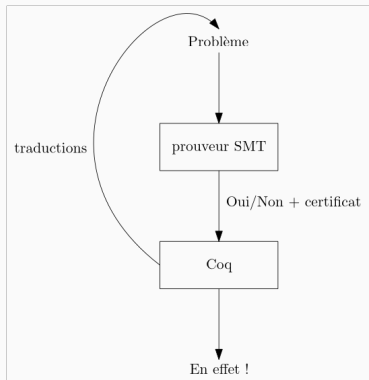 Problème
prouveur SMT
traductions
Oui/Non + certificat
Coq
En effet !